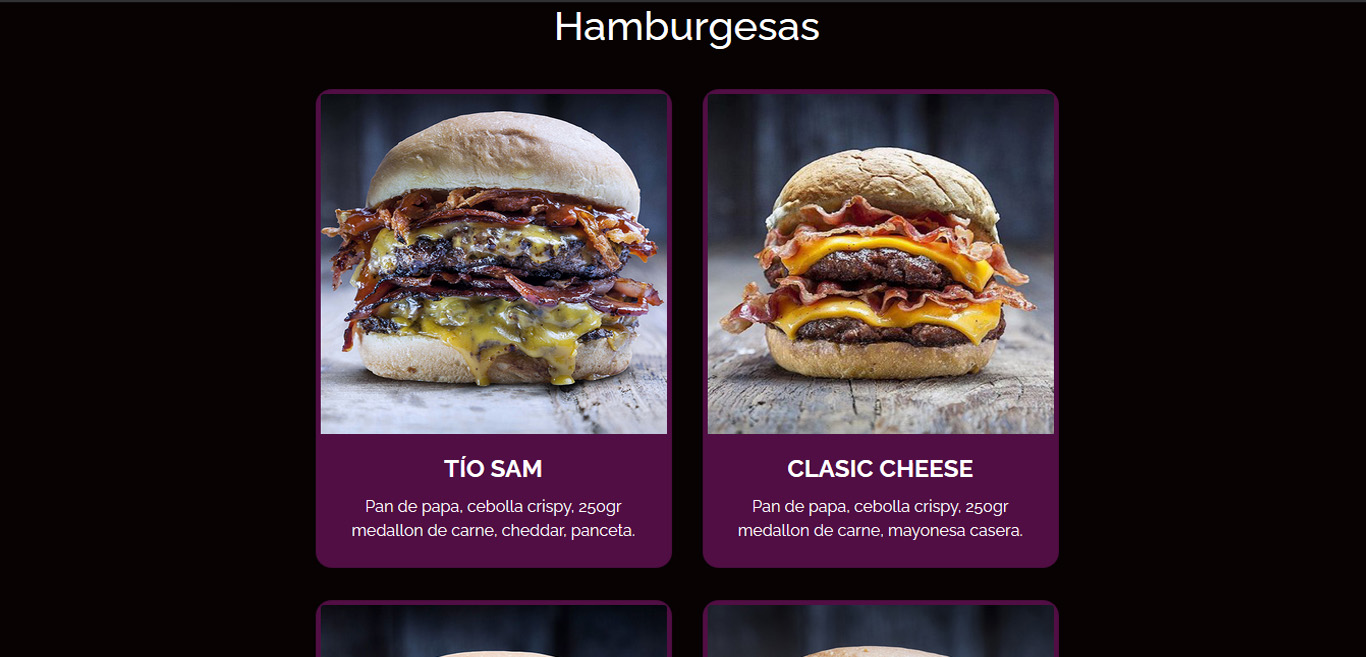 Hamburgesas
TÍO SAM
Pan de papa, cebolla crispy, 250gr
medallon de carne, cheddar, panceta.
CLASIC CHEESE
Pan de papa, cebolla crispy, 250gr
medallon de carne, mayonesa casera.